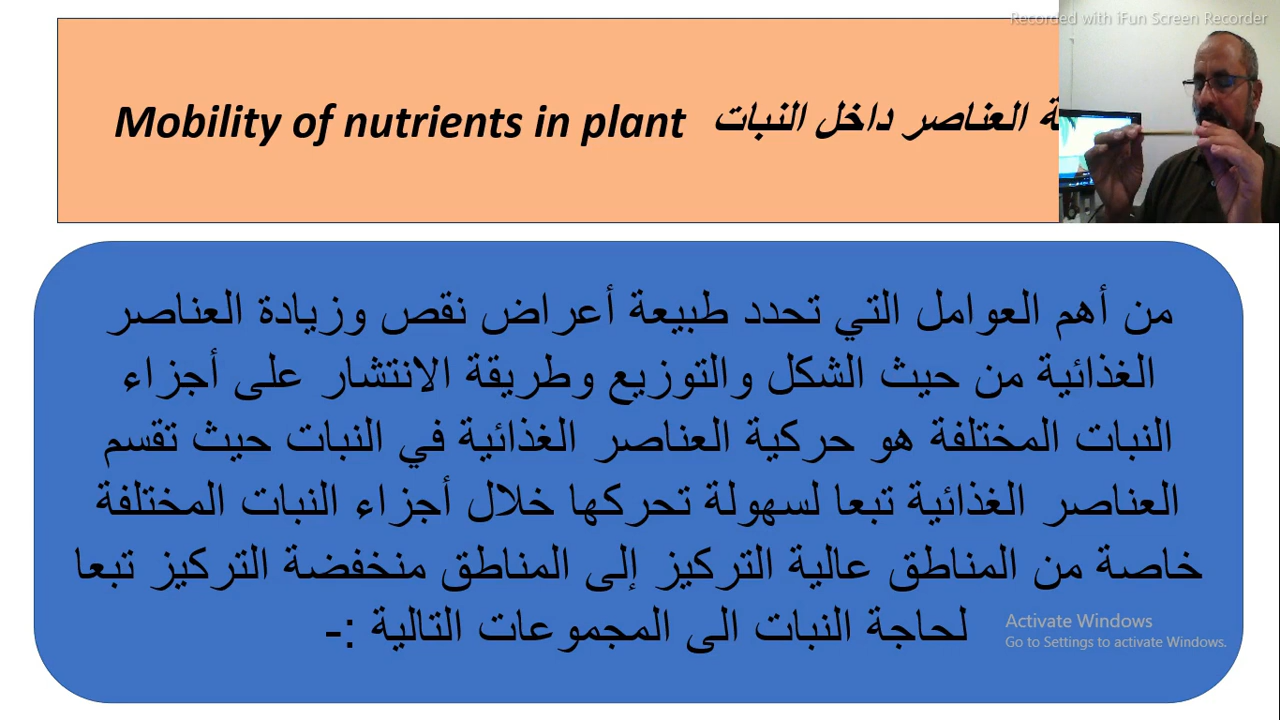 Recorded with iFun Screen Recorder
العناصر داخل النبات Mobility of nutrients in plant
من أهم العوامل التي تحدد طبيعة أعراض نقص وزيادة العناصر
الغذائية من حيث الشكل والتوزيع وطريقة الانتشار على أجزاء
النبات المختلفة هو حركية العناصر الغذائية في النبات حيث تقسم
العناصر الغذائية تبعا لسهولة تحركها خلال أجزاء النبات المختلفة
خاصة من المناطق عالية التركيز إلى المناطق منخفضة التركيز تبعا
لحاجة النبات الى المجموعات التالية :-
Activate Windows
Go to Settings to activate Windows.